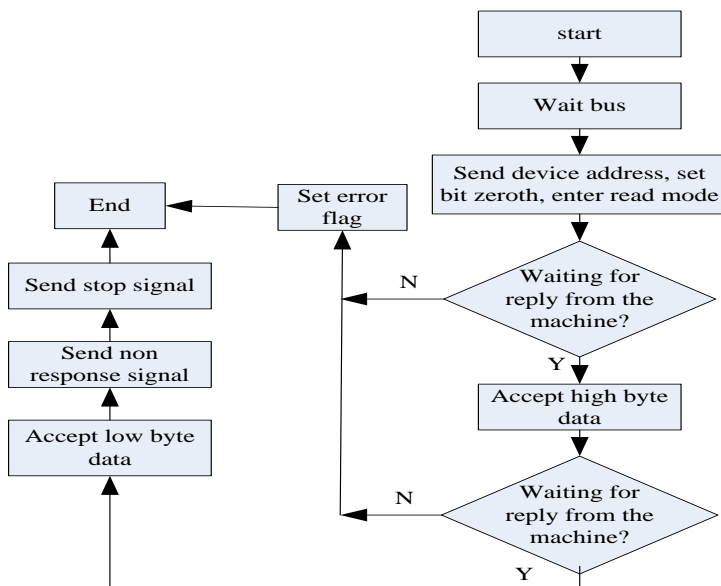 start
Wait bus
Send device address, set
bit zeroth, enter read mode
Waiting for
reply from the
machine?
N
Y
Accept high byte
data
Waiting for
reply from the
machine?
N
Y
Set error
flag
End
Send stop signal
Send non
response signal
Accept low byte
data